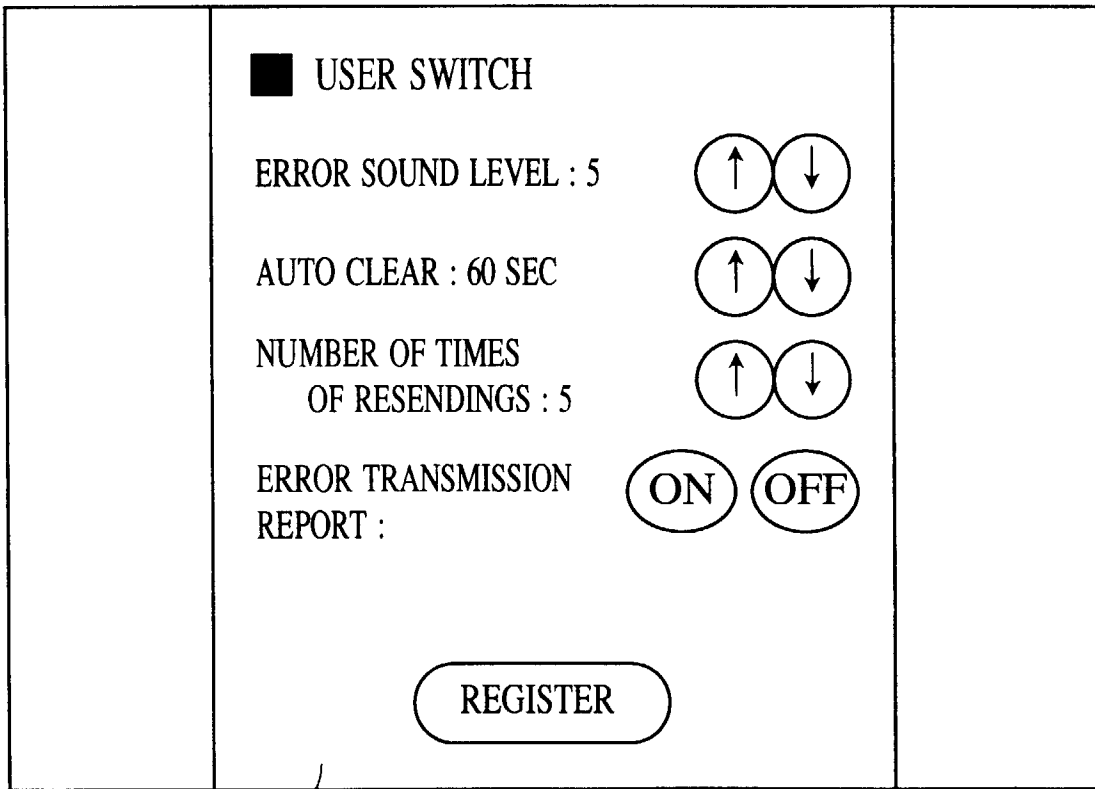 ■ USER SWITCH
ERROR SOUND LEVEL : 5 ↑ ↓
AUTO CLEAR : 60 SEC ↑ ↓
NUMBER OF TIMES
OF RESENDINGS : 5 ↑ ↓
ERROR TRANSMISSION ON OFF
REPORT :
REGISTER